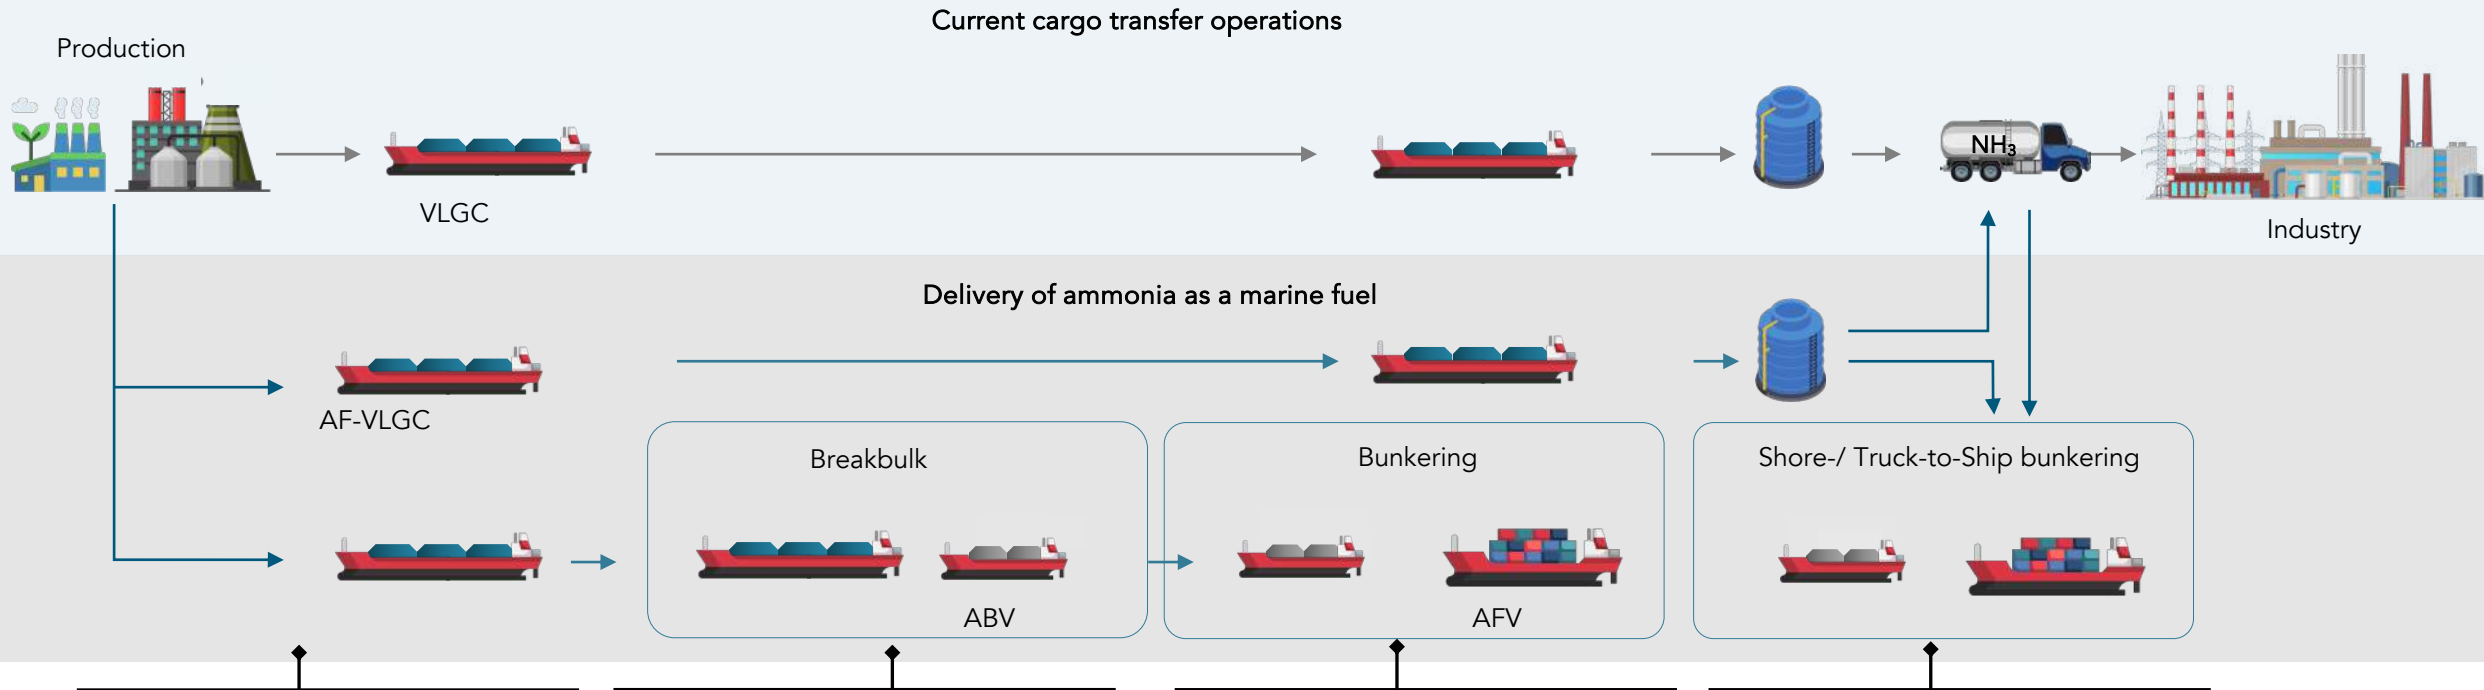 Current cargo transfer operations
Production
NH₃
VLGC
Industry
Delivery of ammonia as a marine fuel
AF-VLGC
Breakbulk
Bunkering
Shore-/ Truck-to-Ship bunkering
ABV
AFV